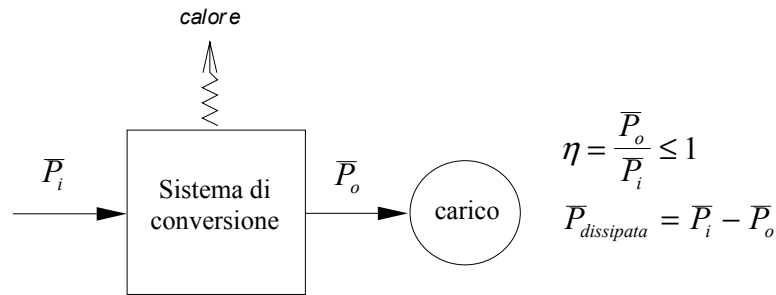 calore
P̅ᵢ
Sistema di
conversione
P̅ₒ
carico
η = P̅ₒ / P̅ᵢ ≤ 1
P̅dissipata = P̅ᵢ − P̅ₒ